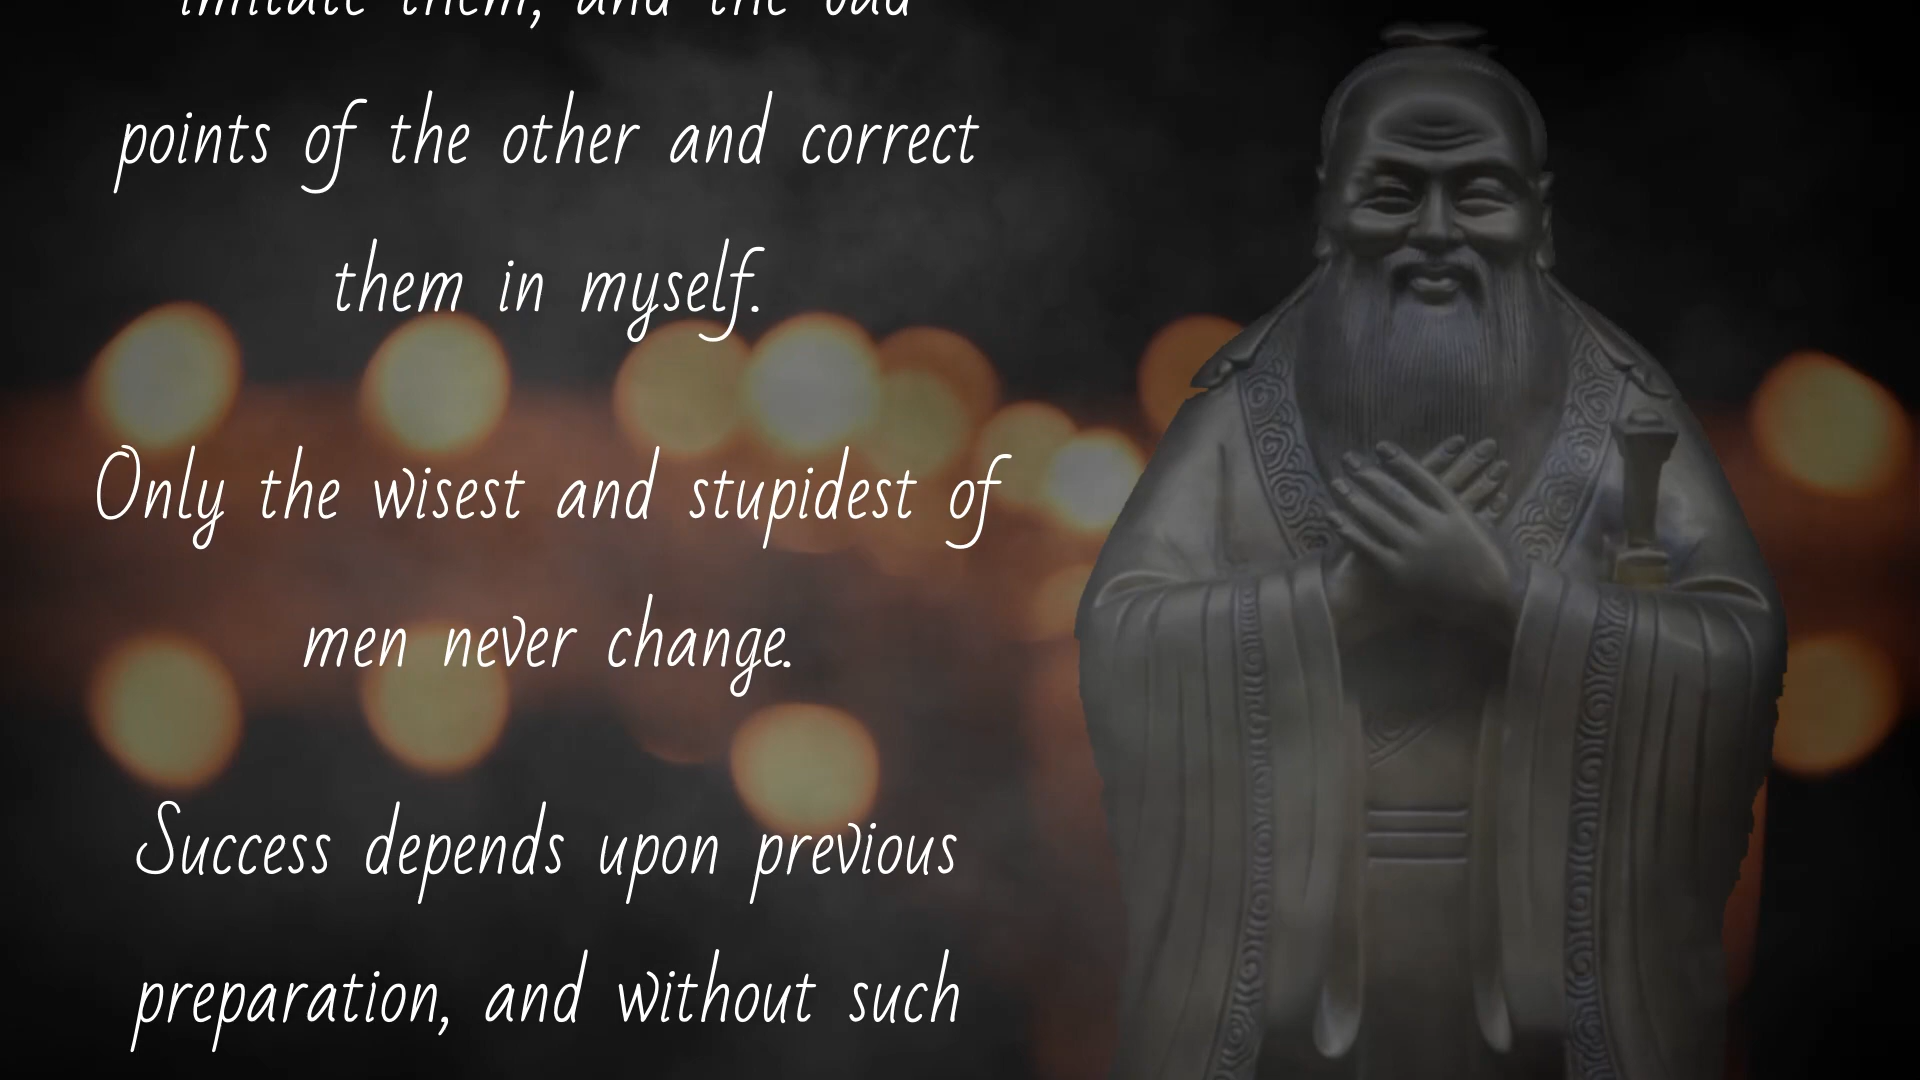 imitate them, and the bad
points of the other and correct
them in myself.
Only the wisest and stupidest of
men never change.
Success depends upon previous
preparation, and without such